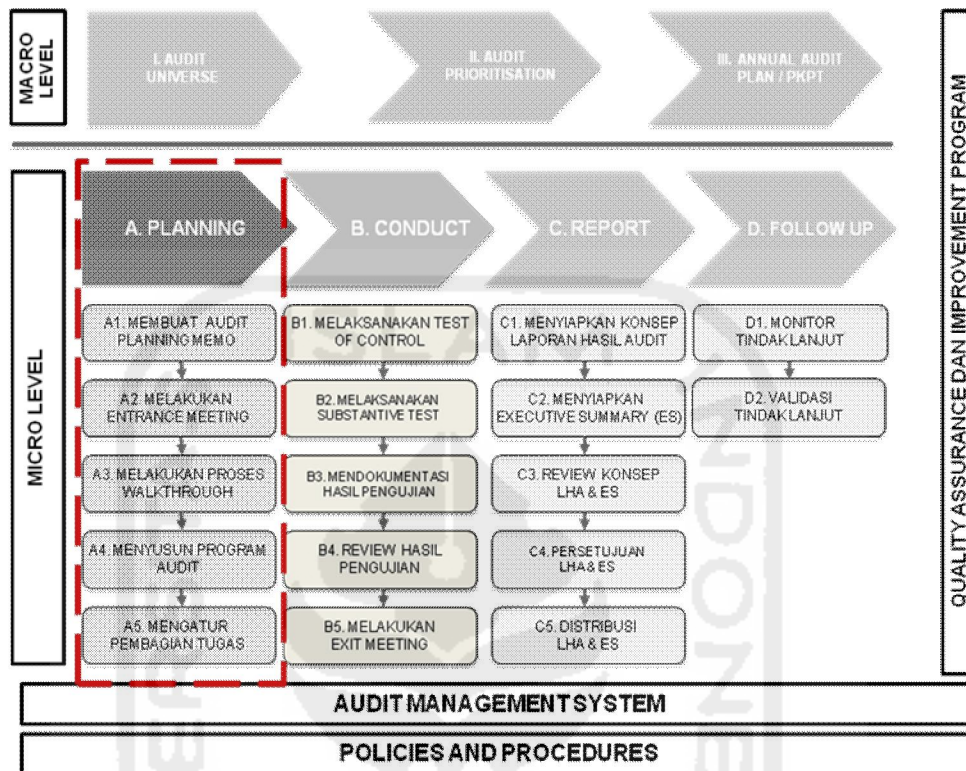 MACRO
LEVEL
I. AUDIT
UNIVERSE
II. AUDIT
PRIORITISATION
III. ANNUAL AUDIT
PLAN / PKPT
MICRO LEVEL
A. PLANNING
B. CONDUCT
C. REPORT
D. FOLLOW UP
A1. MEMBUAT AUDIT
PLANNING MEMO
A2. MELAKUKAN
ENTRANCE MEETING
A3. MELAKUKAN PROSES
WALKTHROUGH
A4. MENYUSUN PROGRAM
AUDIT
A5. MENGATUR
PEMBAGIAN TUGAS
B1. MELAKSANAKAN TEST
OF CONTROL
B2. MELAKSANAKAN
SUBSTANTIVE TEST
B3. MENDOKUMENTASI
HASIL PENGUJIAN
B4. REVIEW HASIL
PENGUJIAN
B5. MELAKUKAN
EXIT MEETING
C1. MENYIAPKAN KONSEP
LAPORAN HASIL AUDIT
C2. MENYIAPKAN
EXECUTIVE SUMMARY (ES)
C3. REVIEW KONSEP
LHA & ES
C4. PERSETUJUAN
LHA & ES
C5. DISTRIBUSI
LHA & ES
D1. MONITOR
TINDAK LANJUT
D2. VALIDASI
TINDAK LANJUT
QUALITY ASSURANCE DAN IMPROVEMENT PROGRAM
AUDIT MANAGEMENT SYSTEM
POLICIES AND PROCEDURES